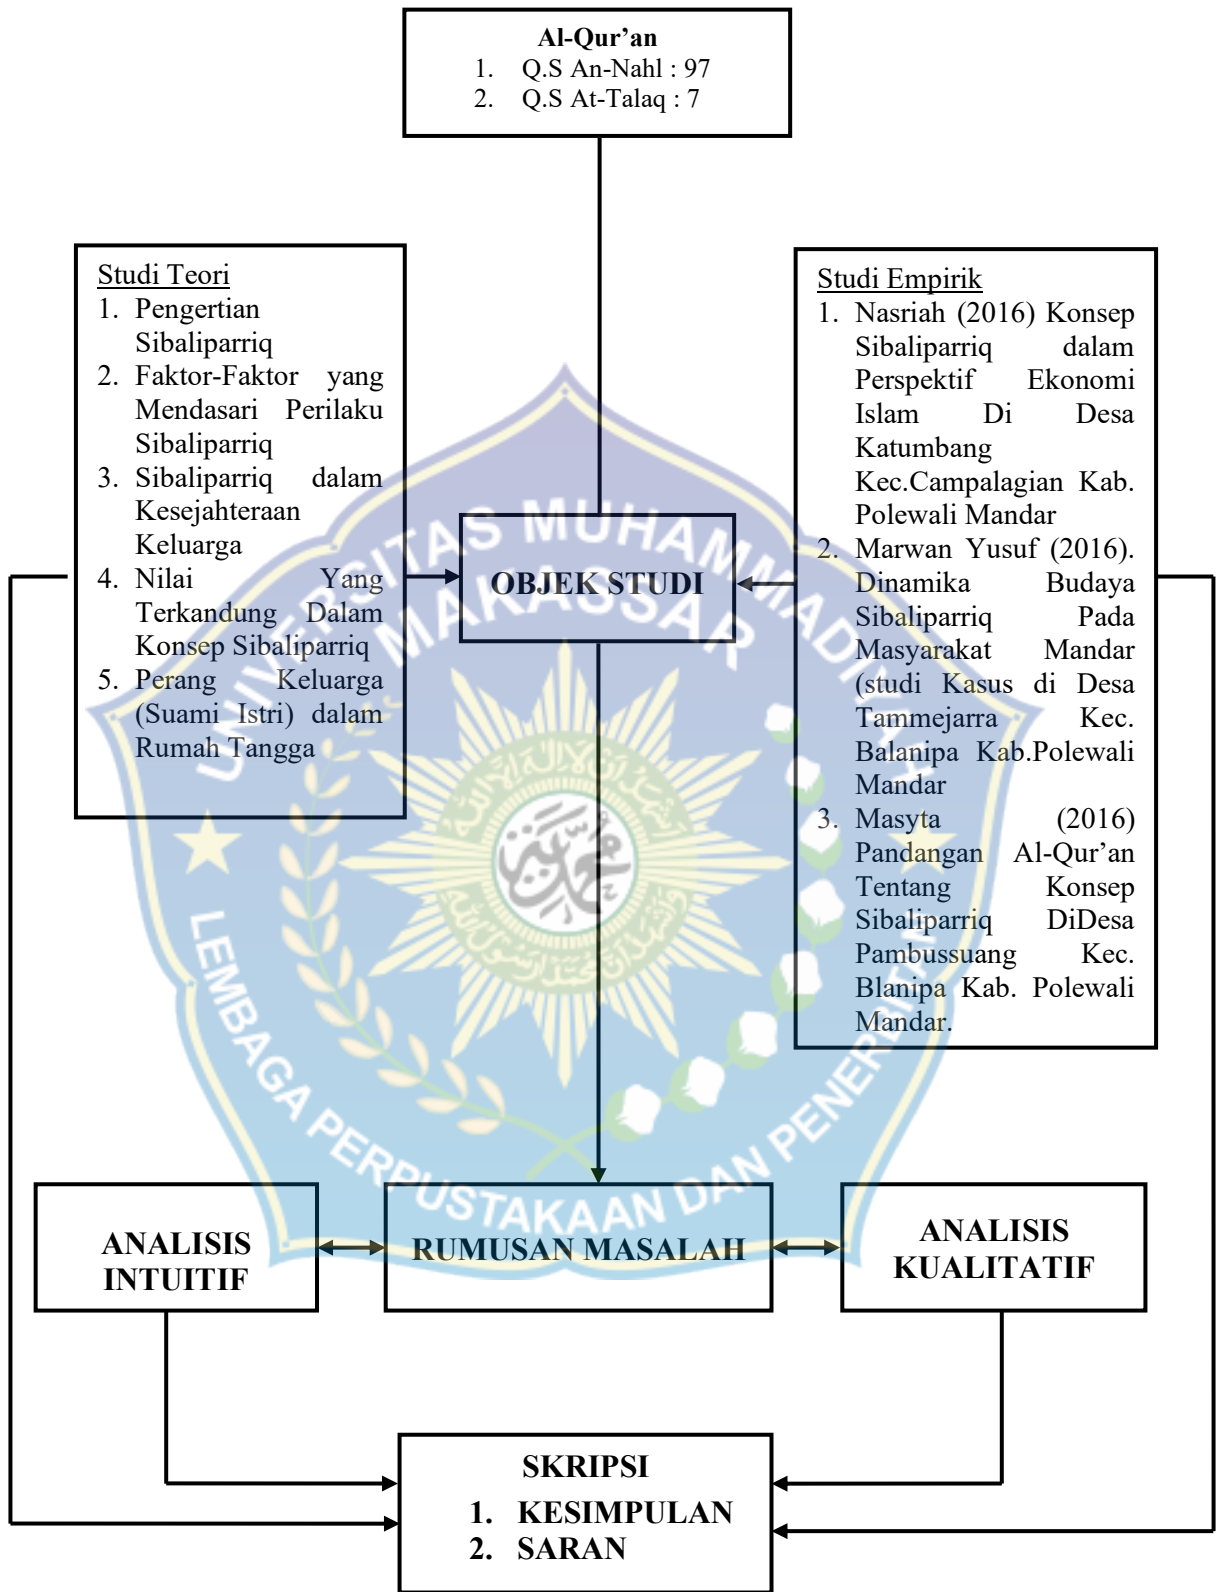 Al-Qur’an
1. Q.S An-Nahl : 97
2. Q.S At-Talaq : 7
Studi Teori
1. Pengertian
Sibaliparriq
2. Faktor-Faktor yang
Mendasari Perilaku
Sibaliparriq
3. Sibaliparriq dalam
Kesejahteraan
Keluarga
4. Nilai Yang
Terkandung Dalam
Konsep Sibaliparriq
5. Perang Keluarga
(Suami Istri) dalam
Rumah Tangga
OBJEK STUDI
Studi Empirik
1. Nasriah (2016) Konsep
Sibaliparriq dalam
Perspektif Ekonomi
Islam Di Desa
Katumbang
Kec.Campalagian Kab.
Polewali Mandar
2. Marwan Yusuf (2016).
Dinamika Budaya
Sibaliparriq Pada
Masyarakat Mandar
(studi Kasus di Desa
Tammejarra Kec.
Balanipa Kab.Polewali
Mandar
3. Masyta (2016)
Pandangan Al-Qur’an
Tentang Konsep
Sibaliparriq DiDesa
Pambussuang Kec.
Blanipa Kab. Polewali
Mandar.
UNIVERSITAS MUHAMMADIYAH
MAKASSAR
LEMBAGA PERPUSTAKAAN DAN PENERBITAN
ANALISIS
INTUITIF
RUMUSAN MASALAH
ANALISIS
KUALITATIF
SKRIPSI
1. KESIMPULAN
2. SARAN